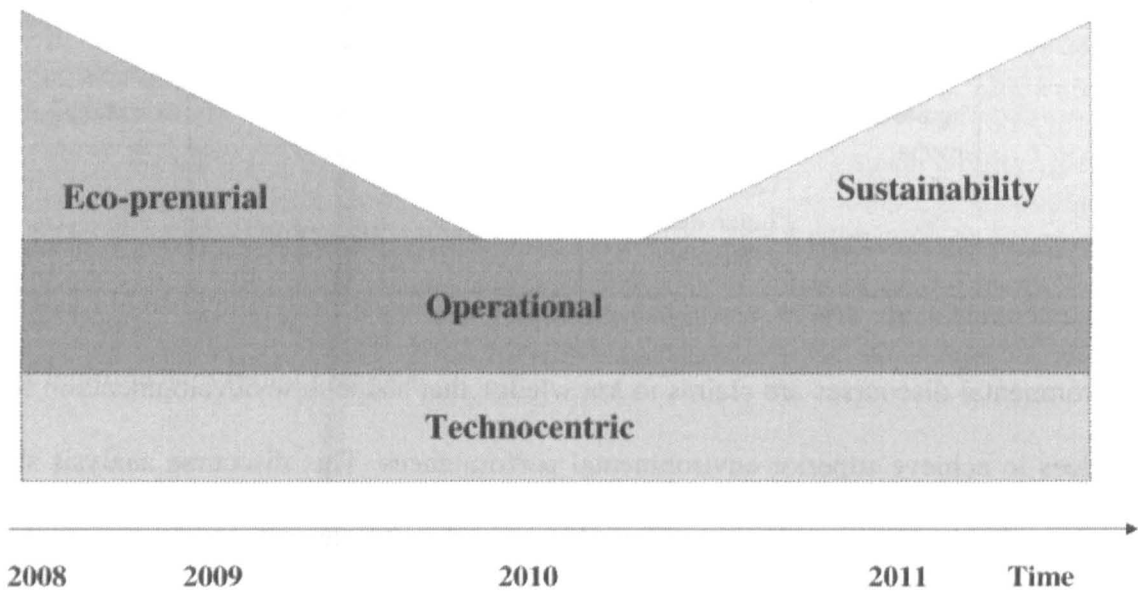 Eco-prenurial
Sustainability
Operational
Technocentric
2008 2009 2010 2011 Time